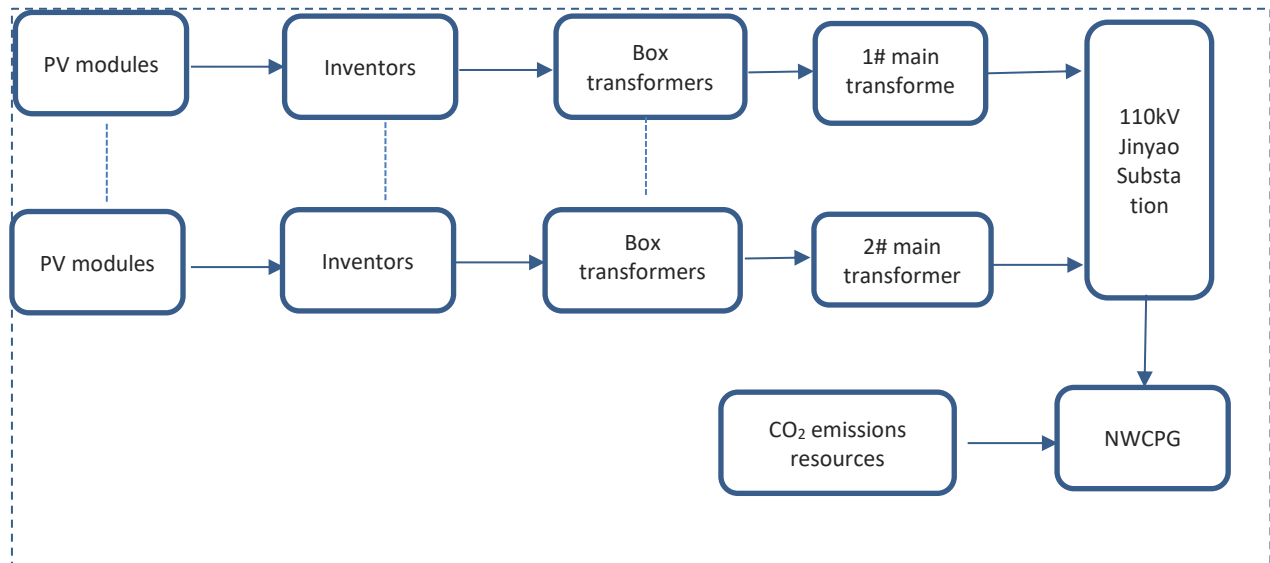 PV modules
Inventors
Box
transformers
1# main
transforme
110kV
Jinyao
Substa
tion
PV modules
Inventors
Box
transformers
2# main
transformer
CO₂ emissions
resources
NWCPG